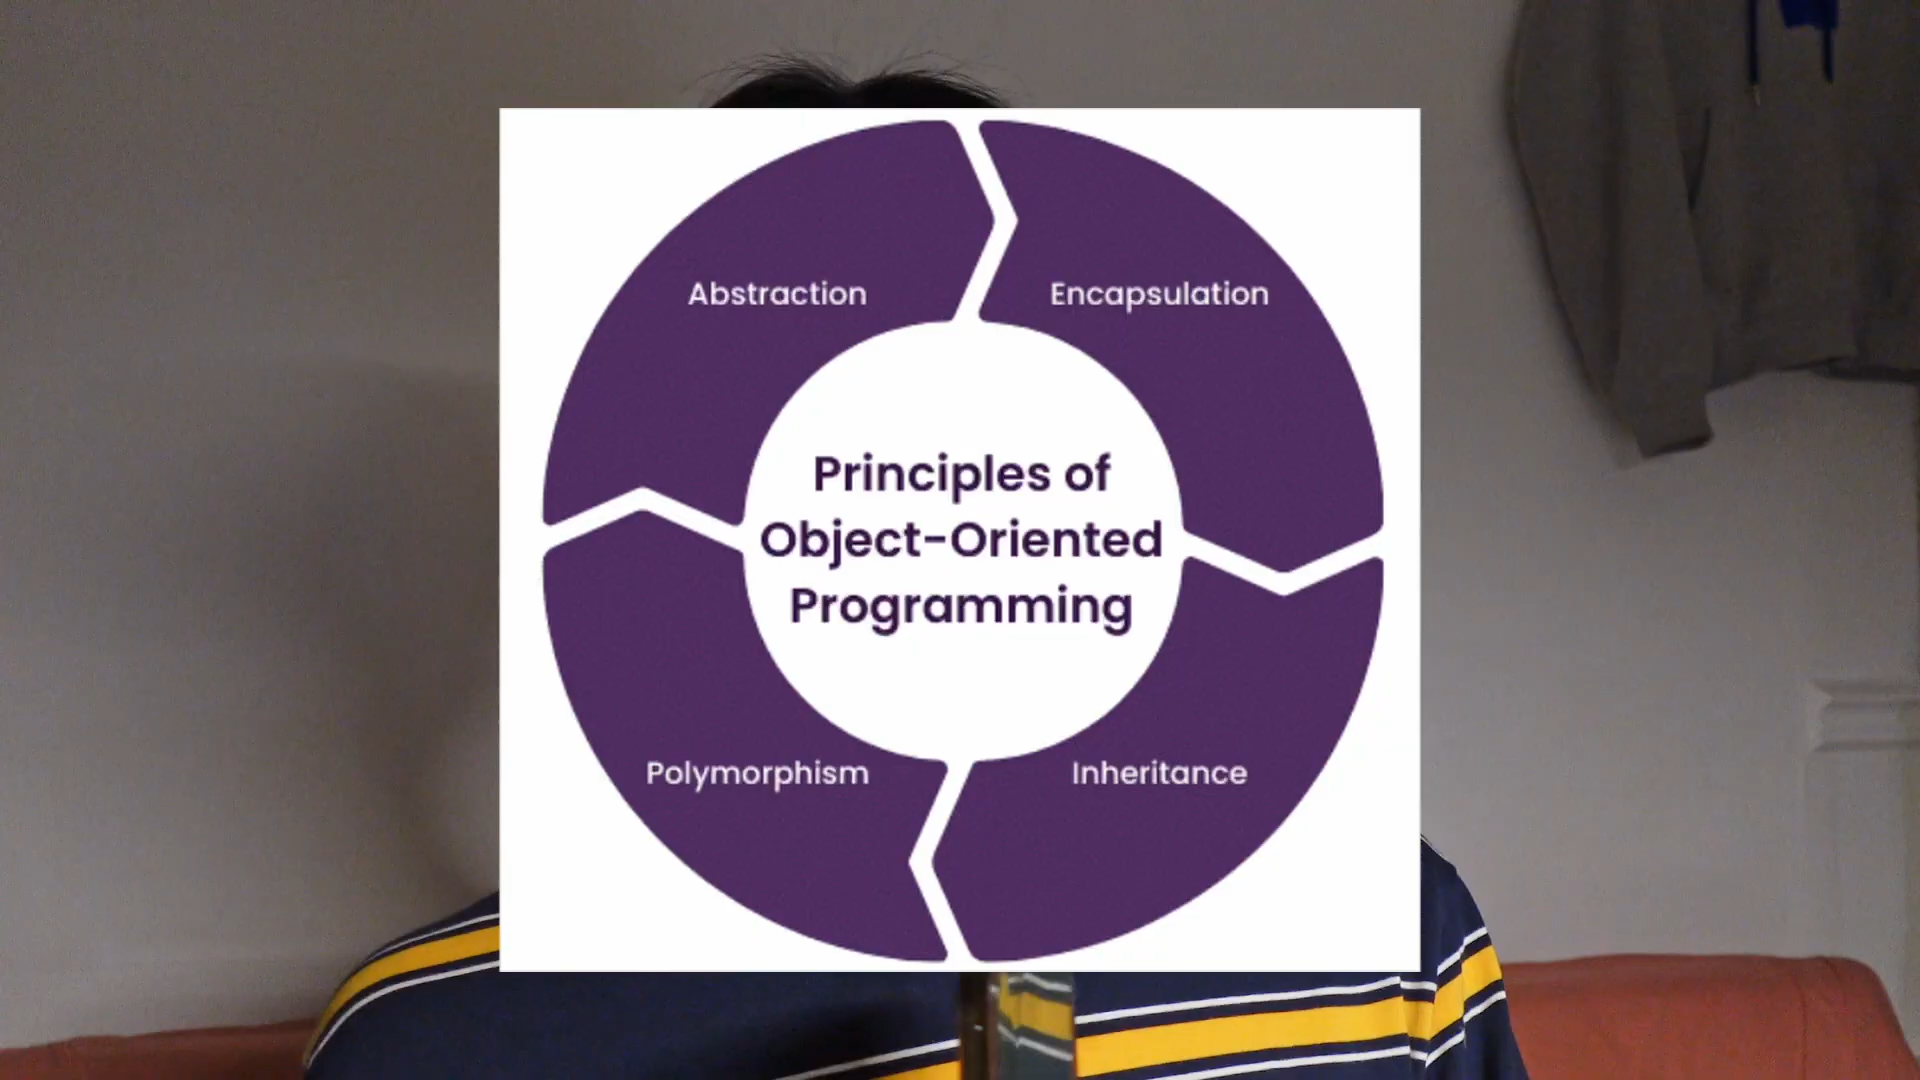 Abstraction
Encapsulation
Principles of
Object-Oriented
Programming
Polymorphism
Inheritance